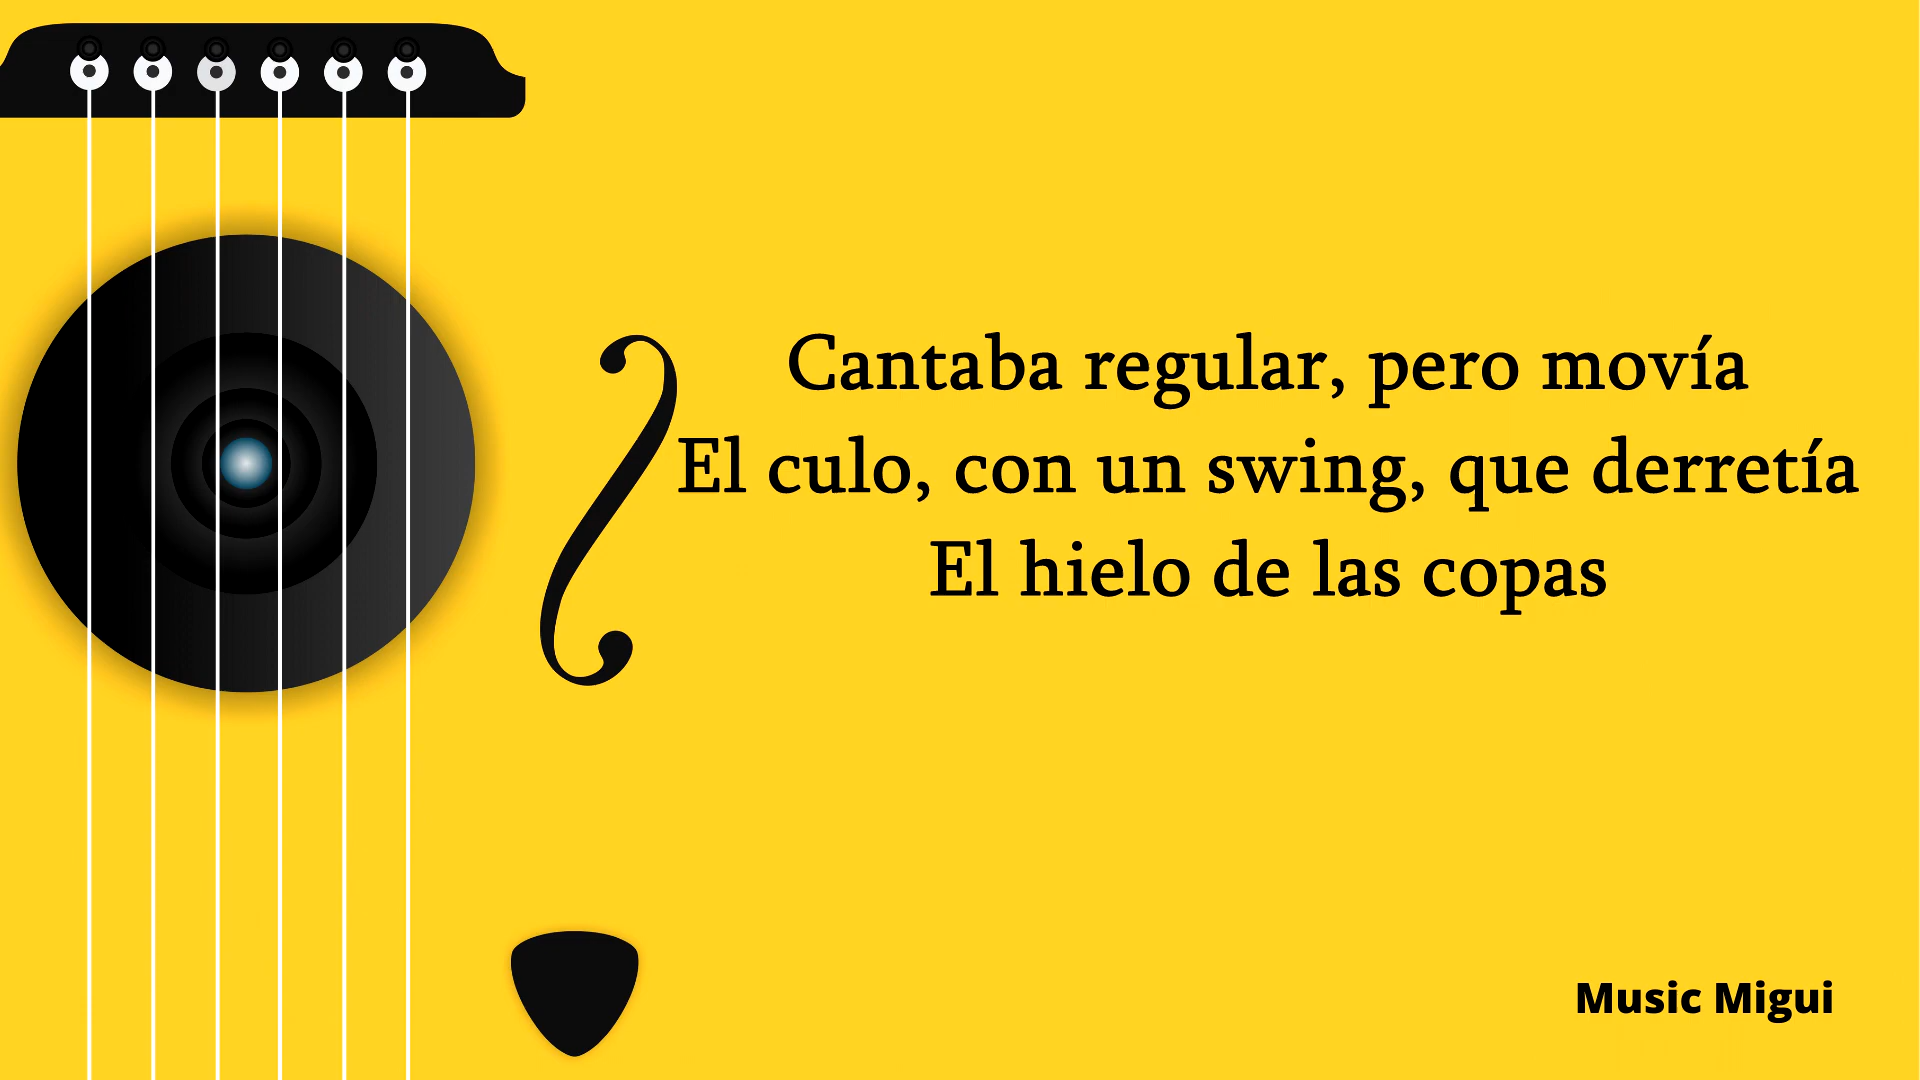 Cantaba regular, pero movía
El culo, con un swing, que derretía
El hielo de las copas
Music Migui